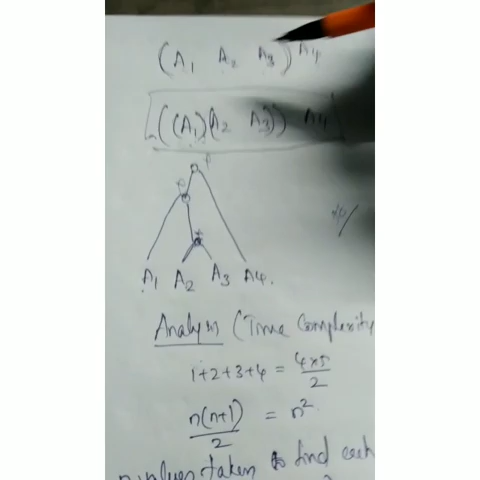 (A1 A2 A3) A4
((A1)(A2 A3)) A4
A1 A2 A3 A4.
Analysis (Time Complexity
1+2+3+4 = 4×5/2
n(n+1)/2 = n²
values taken to find each